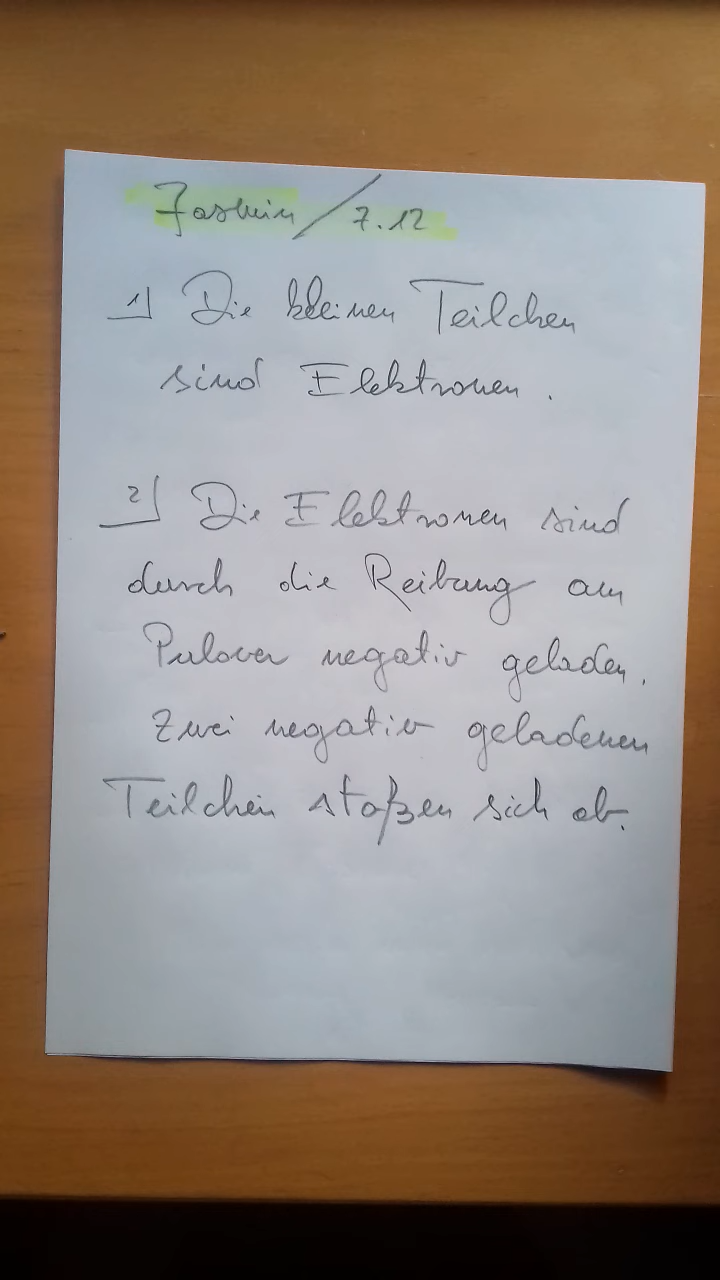 Jasmin / 7.12
1) Die kleinen Teilchen
sind Elektronen.
2) Die Elektronen sind
durch die Reibung am
Pulover negativ geladen.
Zwei negativ geladenen
Teilchen stoßen sich ab.